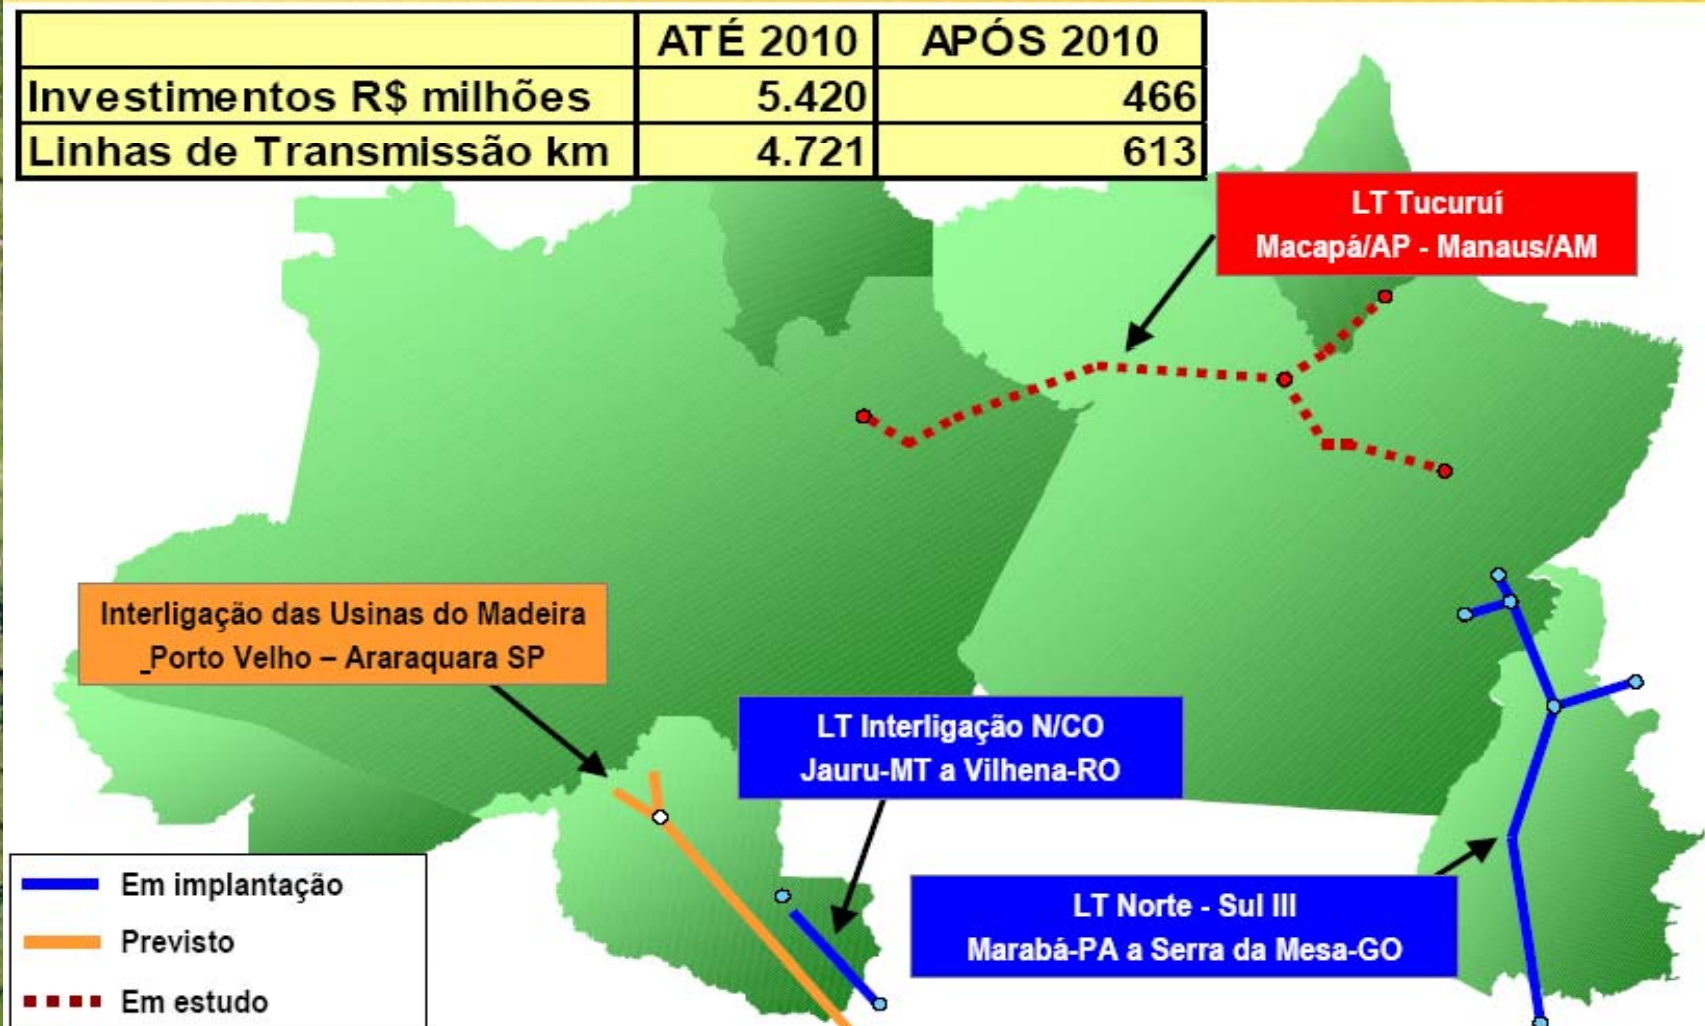 ATÉ 2010 APÓS 2010
Investimentos R$ milhões 5.420 466
Linhas de Transmissão km 4.721 613
LT Tucuruí
Macapá/AP - Manaus/AM
Interligação das Usinas do Madeira
_Porto Velho – Araraquara SP
LT Interligação N/CO
Jauru-MT a Vilhena-RO
LT Norte - Sul III
Marabá-PA a Serra da Mesa-GO
Em implantação
Previsto
Em estudo